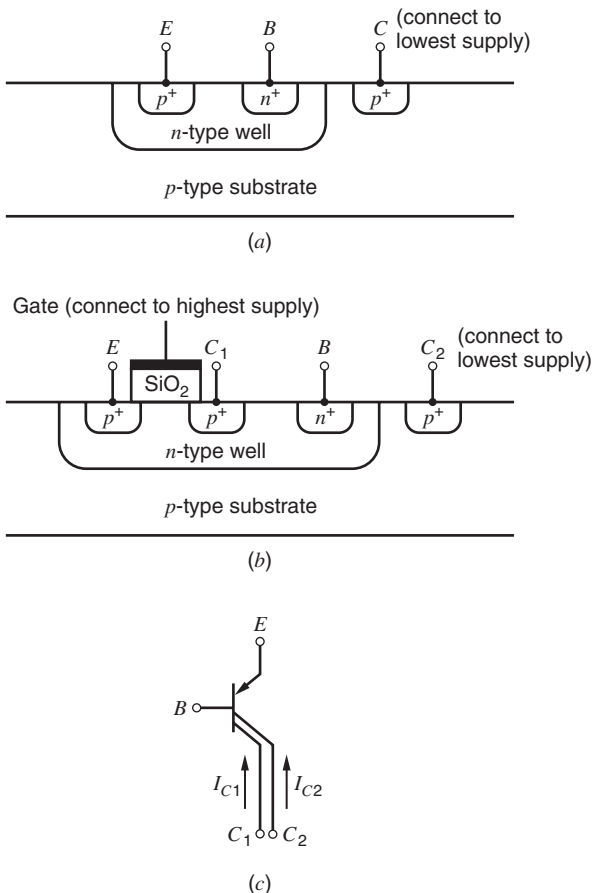 E B C (connect to
lowest supply)
p+ n+ p+
n-type well
p-type substrate
(a)
Gate (connect to highest supply)
E C1 B C2 (connect to
lowest supply)
SiO2
p+ p+ n+ p+
n-type well
p-type substrate
(b)
E
B
IC1 IC2
C1 C2
(c)